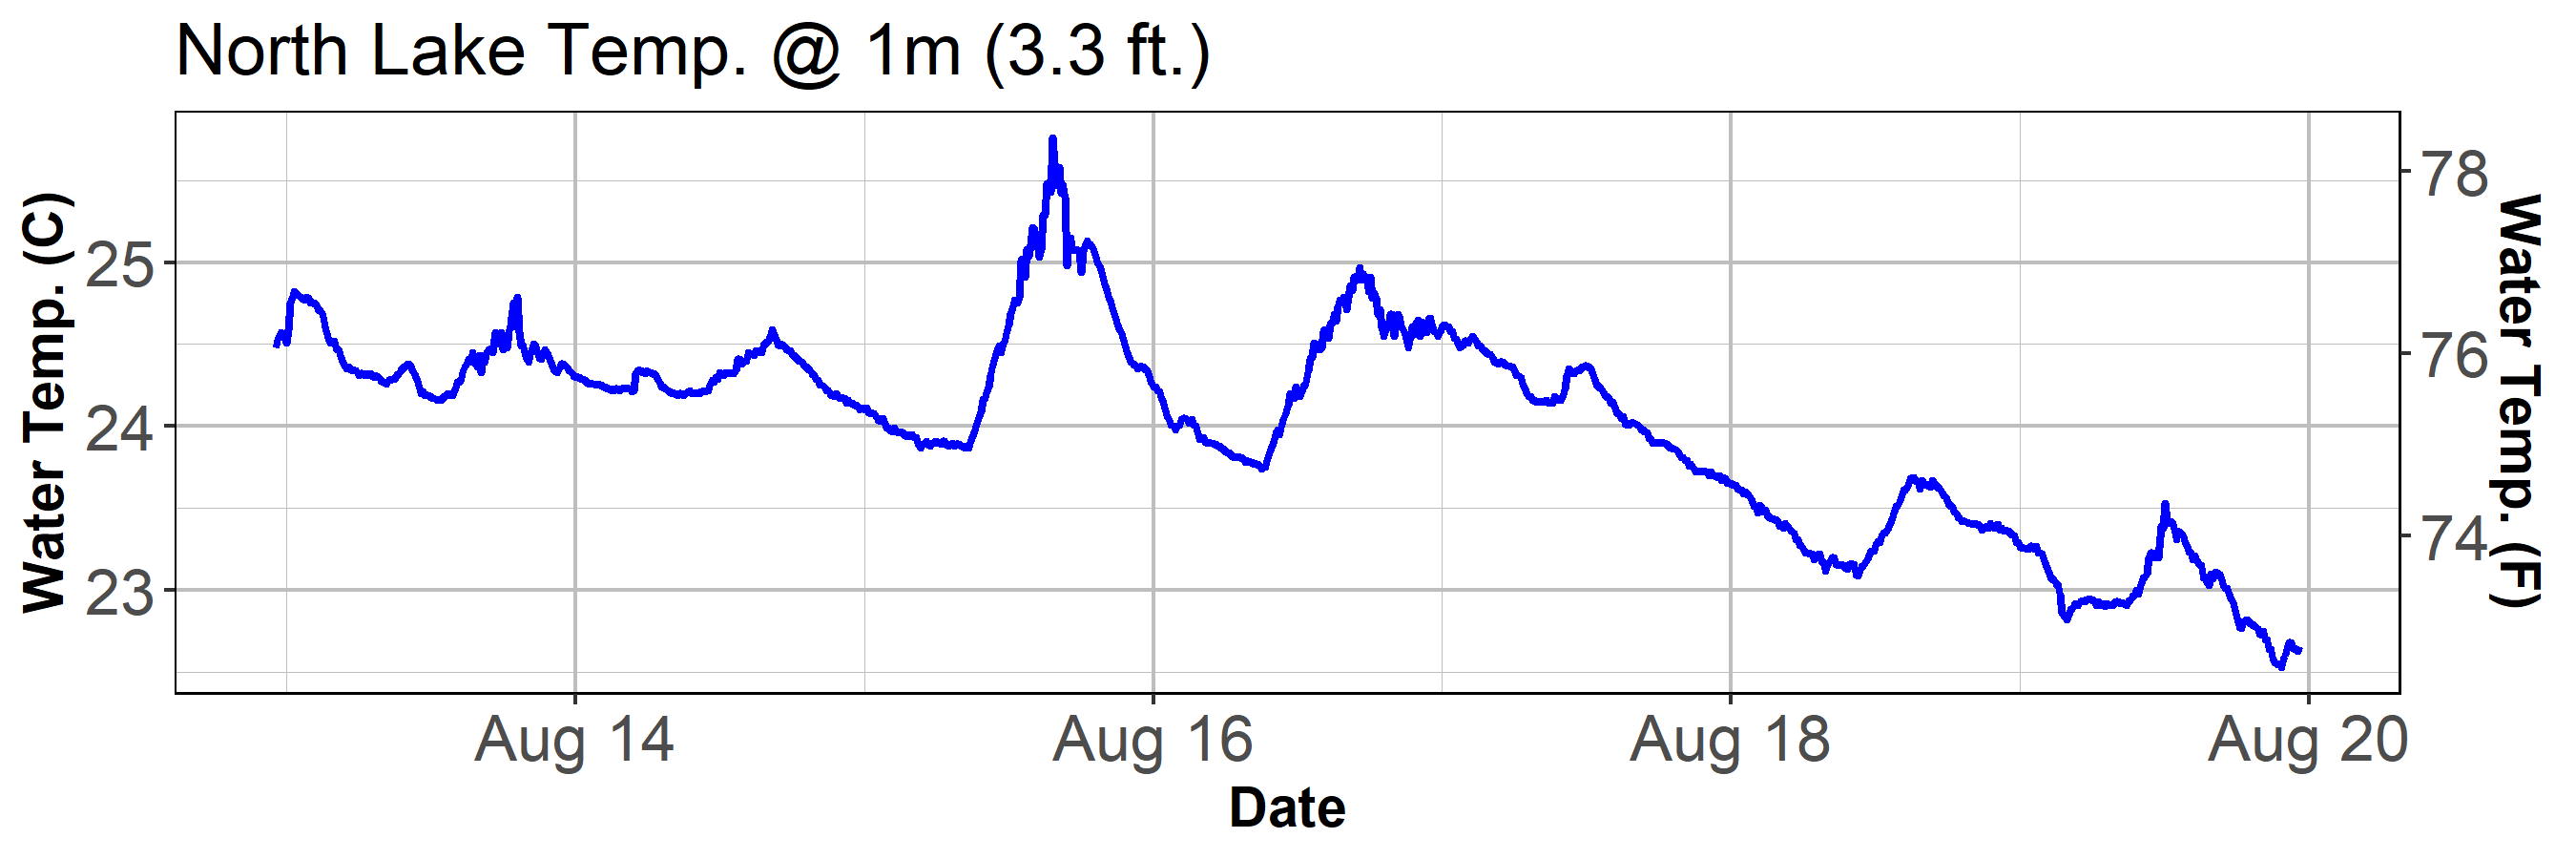 North Lake Temp. @ 1m (3.3 ft.)
Water Temp. (C)
25
24
23
78
76
74
Water Temp. (F)
Aug 14
Aug 16
Aug 18
Aug 20
Date